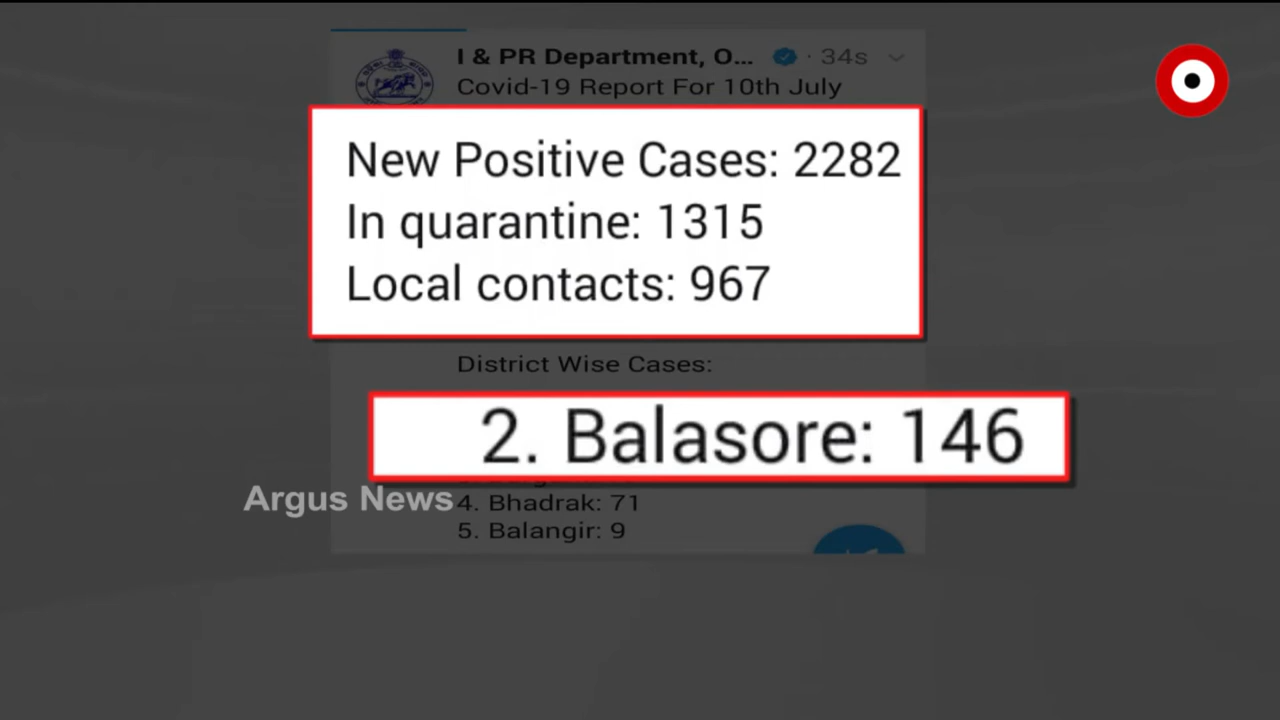 I & PR Department, O... · 34s
Covid-19 Report For 10th July
New Positive Cases: 2282
In quarantine: 1315
Local contacts: 967
District Wise Cases:
2. Balasore: 146
Argus News
4. Bhadrak: 71
5. Balangir: 9